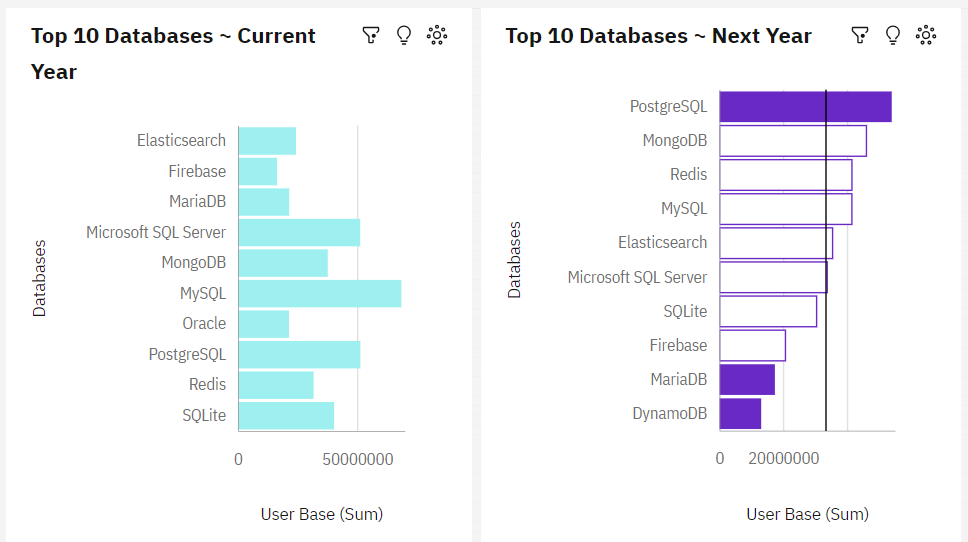 Top 10 Databases ~ Current
Year
Elasticsearch
Firebase
MariaDB
Microsoft SQL Server
MongoDB
MySQL
Oracle
PostgreSQL
Redis
SQLite
Databases
0
50000000
User Base (Sum)
Top 10 Databases ~ Next Year
PostgreSQL
MongoDB
Redis
MySQL
Elasticsearch
Microsoft SQL Server
SQLite
Firebase
MariaDB
DynamoDB
Databases
0
20000000
User Base (Sum)